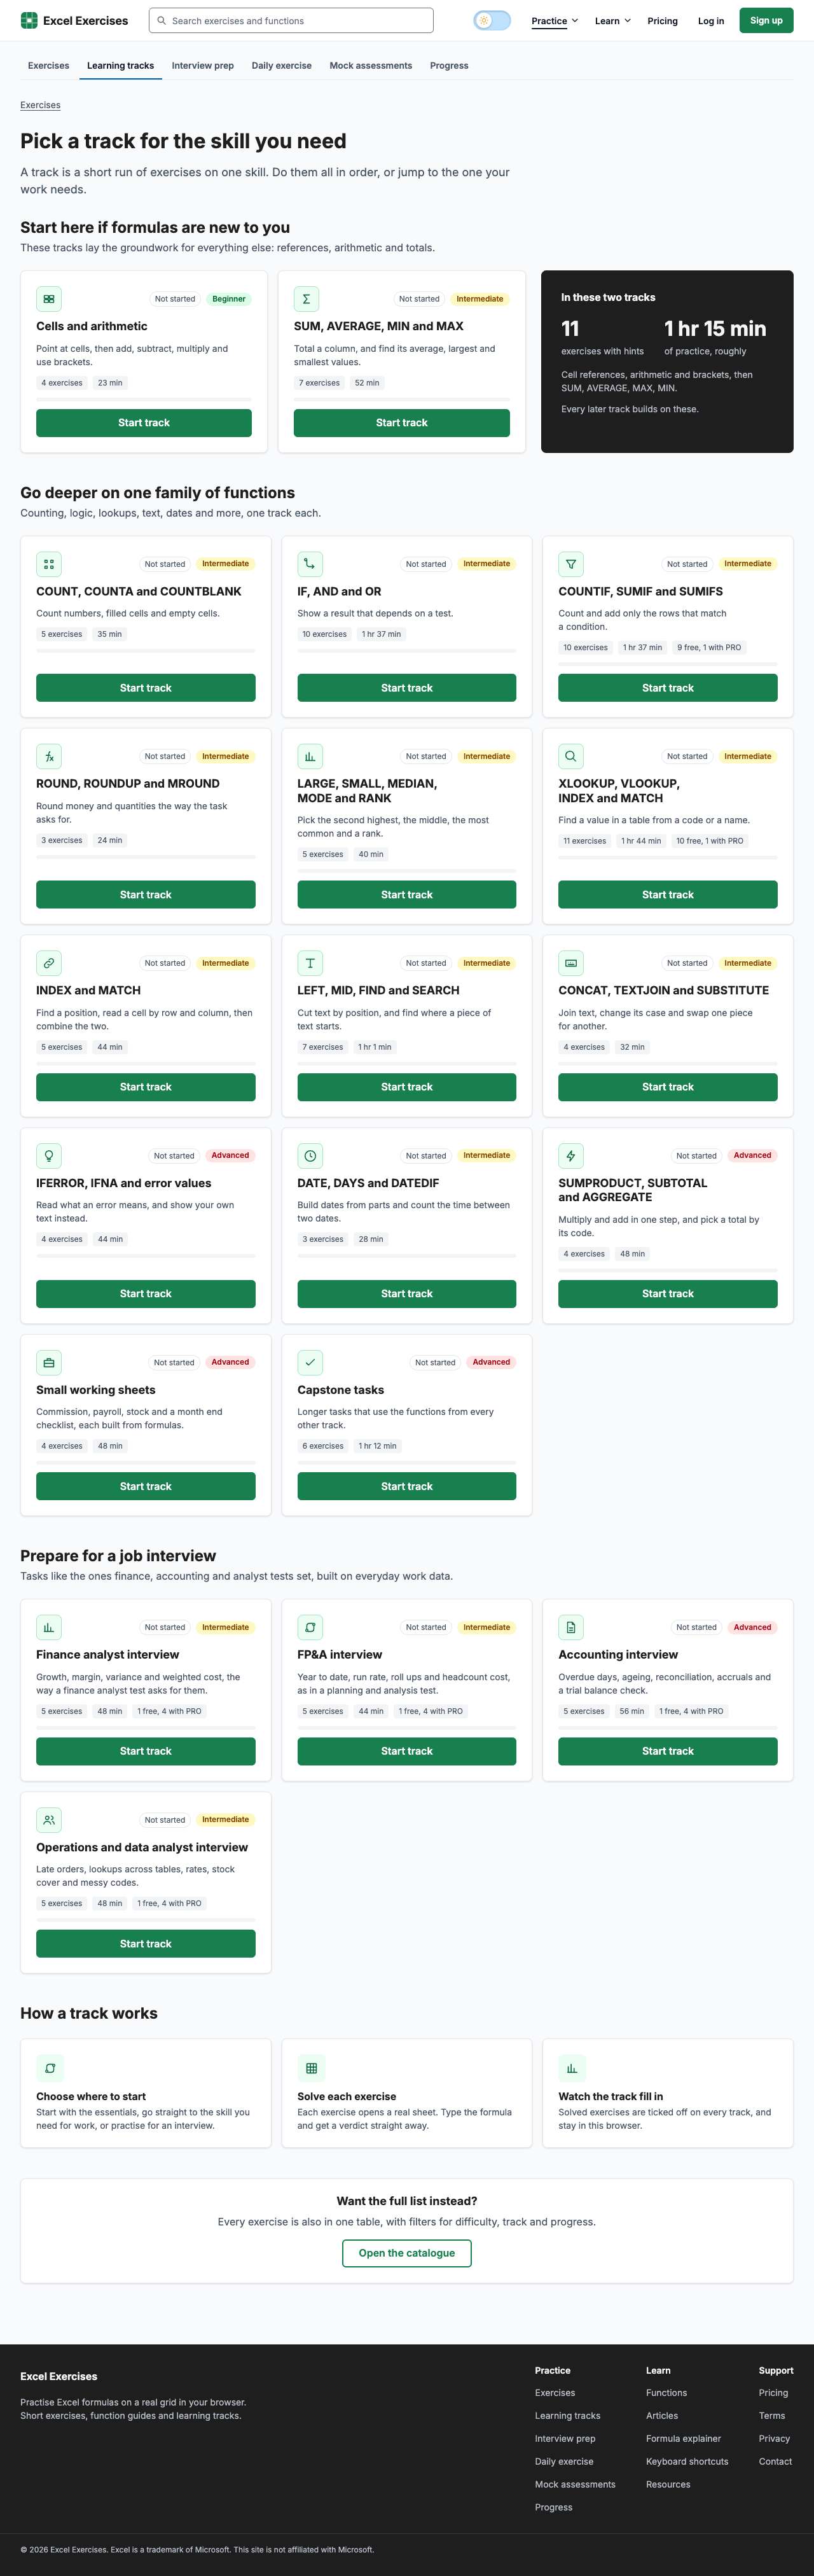 Excel Exercises
Search exercises and functions
Practice
Learn
Pricing
Log in
Sign up
Exercises
Learning tracks
Interview prep
Daily exercise
Mock assessments
Progress
Exercises
Pick a track for the skill you need
A track is a short run of exercises on one skill. Do them all in order, or jump to the one your
work needs.
Start here if formulas are new to you
These tracks lay the groundwork for everything else: references, arithmetic and totals.
Not started
Beginner
Cells and arithmetic
Point at cells, then add, subtract, multiply and
use brackets.
4 exercises
23 min
Start track
Not started
Intermediate
SUM, AVERAGE, MIN and MAX
Total a column, and find its average, largest and
smallest values.
7 exercises
52 min
Start track
In these two tracks
11
exercises with hints
1 hr 15 min
of practice, roughly
Cell references, arithmetic and brackets, then
SUM, AVERAGE, MAX, MIN.
Every later track builds on these.
Go deeper on one family of functions
Counting, logic, lookups, text, dates and more, one track each.
Not started
Intermediate
COUNT, COUNTA and COUNTBLANK
Count numbers, filled cells and empty cells.
5 exercises
35 min
Start track
Not started
Intermediate
IF, AND and OR
Show a result that depends on a test.
10 exercises
1 hr 37 min
Start track
Not started
Intermediate
COUNTIF, SUMIF and SUMIFS
Count and add only the rows that match
a condition.
10 exercises
1 hr 37 min
9 free, 1 with PRO
Start track
Not started
Intermediate
ROUND, ROUNDUP and MROUND
Round money and quantities the way the task
asks for.
3 exercises
24 min
Start track
Not started
Intermediate
LARGE, SMALL, MEDIAN,
MODE and RANK
Pick the second highest, the middle, the most
common and a rank.
5 exercises
40 min
Start track
Not started
Intermediate
XLOOKUP, VLOOKUP,
INDEX and MATCH
Find a value in a table from a code or a name.
11 exercises
1 hr 44 min
10 free, 1 with PRO
Start track
Not started
Intermediate
INDEX and MATCH
Find a position, read a cell by row and column, then
combine the two.
5 exercises
44 min
Start track
Not started
Intermediate
LEFT, MID, FIND and SEARCH
Cut text by position, and find where a piece of
text starts.
7 exercises
1 hr 1 min
Start track
Not started
Intermediate
CONCAT, TEXTJOIN and SUBSTITUTE
Join text, change its case and swap one piece
for another.
4 exercises
32 min
Start track
Not started
Advanced
IFERROR, IFNA and error values
Read what an error means, and show your own
text instead.
4 exercises
44 min
Start track
Not started
Intermediate
DATE, DAYS and DATEDIF
Build dates from parts and count the time between
two dates.
3 exercises
28 min
Start track
Not started
Advanced
SUMPRODUCT, SUBTOTAL
and AGGREGATE
Multiply and add in one step, and pick a total by
its code.
4 exercises
48 min
Start track
Not started
Advanced
Small working sheets
Commission, payroll, stock and a month end
checklist, each built from formulas.
4 exercises
48 min
Start track
Not started
Advanced
Capstone tasks
Longer tasks that use the functions from every
other track.
6 exercises
1 hr 12 min
Start track
Prepare for a job interview
Tasks like the ones finance, accounting and analyst tests set, built on everyday work data.
Not started
Intermediate
Finance analyst interview
Growth, margin, variance and weighted cost, the
way a finance analyst test asks for them.
5 exercises
48 min
1 free, 4 with PRO
Start track
Not started
Intermediate
FP&A interview
Year to date, run rate, roll ups and headcount cost,
as in a planning and analysis test.
5 exercises
44 min
1 free, 4 with PRO
Start track
Not started
Advanced
Accounting interview
Overdue days, ageing, reconciliation, accruals and
a trial balance check.
5 exercises
56 min
1 free, 4 with PRO
Start track
Not started
Intermediate
Operations and data analyst interview
Late orders, lookups across tables, rates, stock
cover and messy codes.
5 exercises
48 min
1 free, 4 with PRO
Start track
How a track works
Choose where to start
Start with the essentials, go straight to the skill you
need for work, or practise for an interview.
Solve each exercise
Each exercise opens a real sheet. Type the formula
and get a verdict straight away.
Watch the track fill in
Solved exercises are ticked off on every track, and
stay in this browser.
Want the full list instead?
Every exercise is also in one table, with filters for difficulty, track and progress.
Open the catalogue
Excel Exercises
Practise Excel formulas on a real grid in your browser.
Short exercises, function guides and learning tracks.
Practice
Exercises
Learning tracks
Interview prep
Daily exercise
Mock assessments
Progress
Learn
Functions
Articles
Formula explainer
Keyboard shortcuts
Resources
Support
Pricing
Terms
Privacy
Contact
© 2026 Excel Exercises. Excel is a trademark of Microsoft. This site is not affiliated with Microsoft.